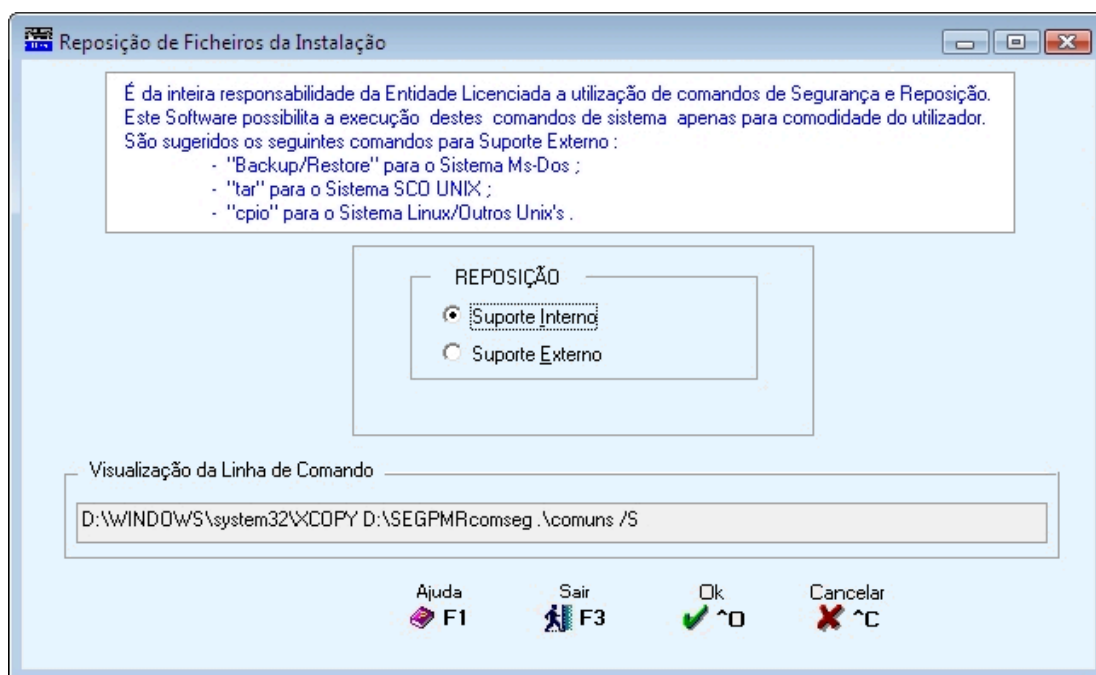 Reposição de Ficheiros da Instalação
É da inteira responsabilidade da Entidade Licenciada a utilização de comandos de Segurança e Reposição.
Este Software possibilita a execução destes comandos de sistema apenas para comodidade do utilizador.
São sugeridos os seguintes comandos para Suporte Externo :
- "Backup/Restore" para o Sistema Ms-Dos ;
- "tar" para o Sistema SCO UNIX ;
- "cpio" para o Sistema Linux/Outros Unix's .
REPOSIÇÃO
Suporte Interno
Suporte Externo
Visualização da Linha de Comando
D:\WINDOWS\system32\XCOPY D:\SEGPMRcomseg .\comuns /S
Ajuda Sair Ok Cancelar
F1 F3 ^O ^C